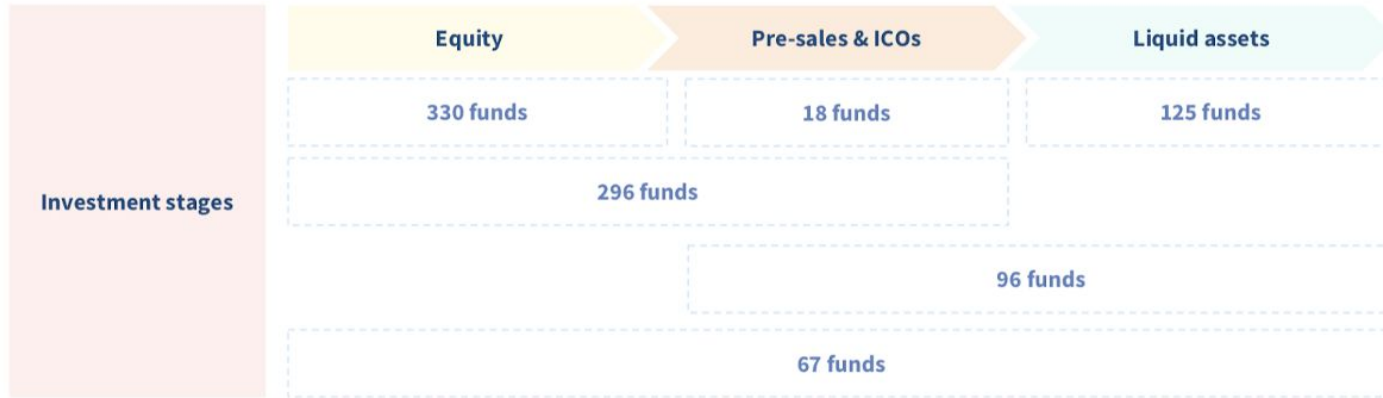 Equity
Pre-sales & ICOs
Liquid assets
330 funds
18 funds
125 funds
Investment stages
296 funds
96 funds
67 funds